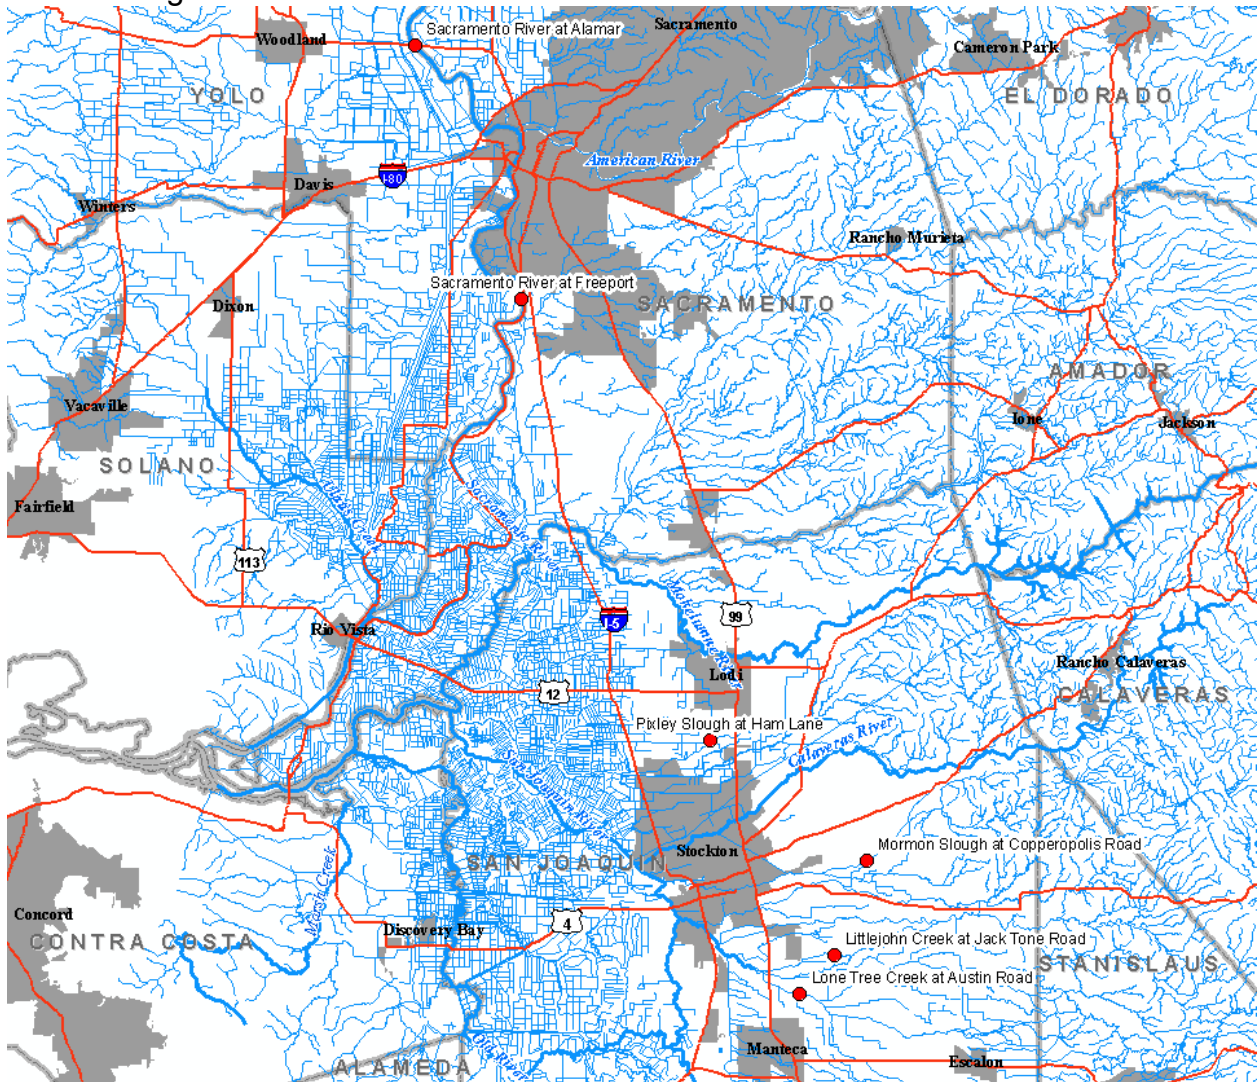 Sacramento River at Alamar
Sacramento
Woodland
Cameron Park
YOLO
EL DORADO
American River
I-80
Davis
Winters
Rancho Murieta
Sacramento River at Freeport
SACRAMENTO
Dixon
AMADOR
Vacaville
Ione
Jackson
SOLANO
Sacramento River
Fairfield
113
I-5
99
Mokelumne River
Rio Vista
Rancho Calaveras
Lodi
12
CALAVERAS
Pixley Slough at Ham Lane
Calaveras River
San Joaquin River
Mormon Slough at Copperopolis Road
Stockton
SAN JOAQUIN
Marsh Creek
Concord
4
Discovery Bay
CONTRA COSTA
Littlejohn Creek at Jack Tone Road
STANISLAUS
Lone Tree Creek at Austin Road
Old River
Manteca
Escalon
ALAMEDA